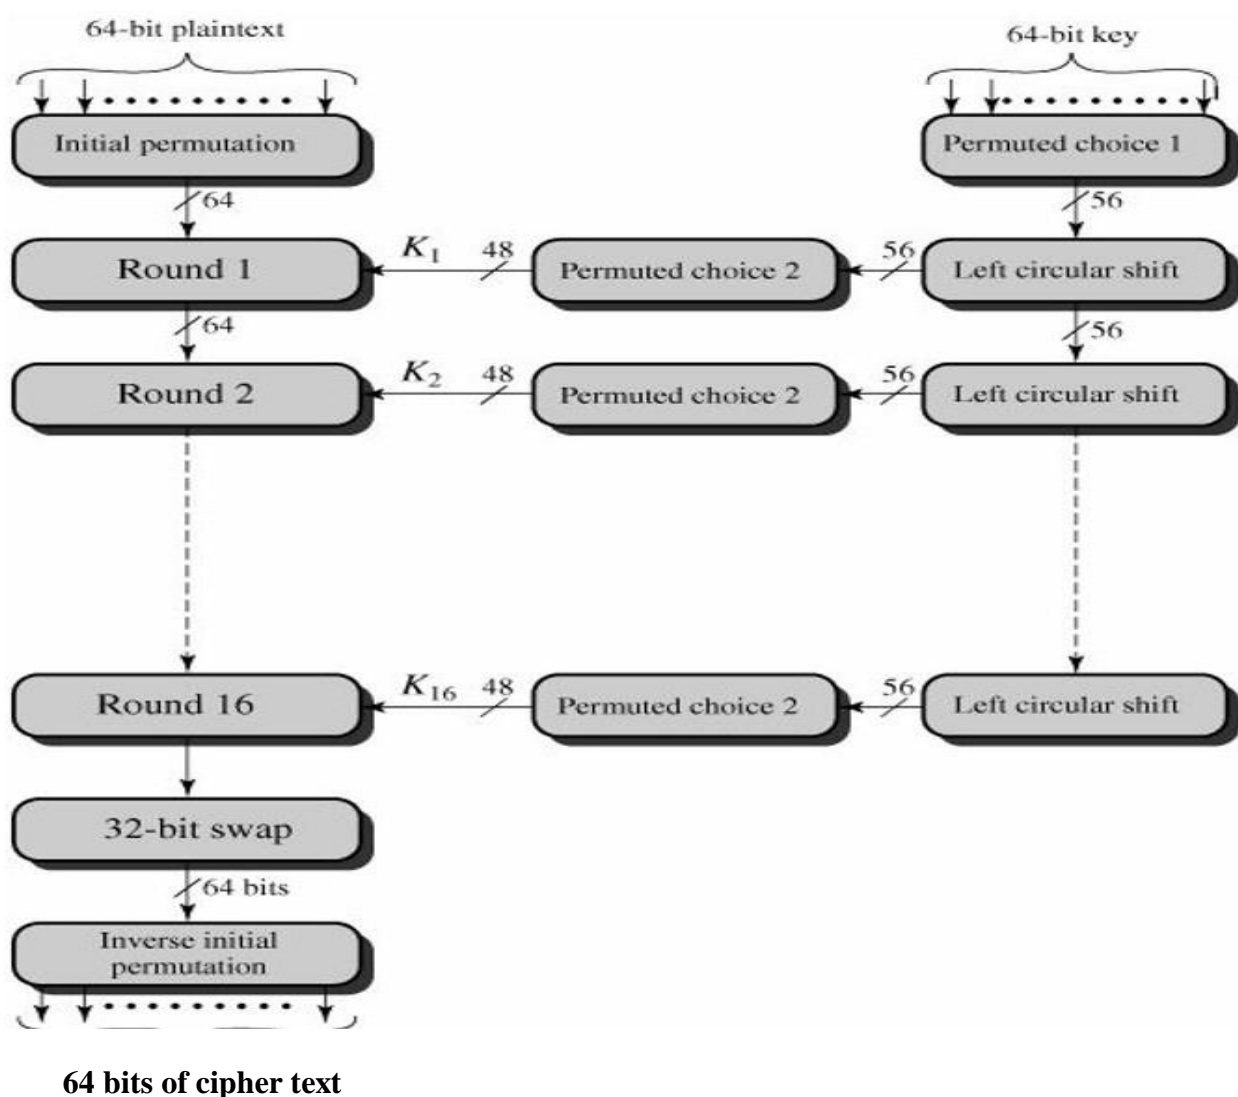 64-bit plaintext
64-bit key
Initial permutation
Permuted choice 1
64
56
Round 1
K1
48
Permuted choice 2
56
Left circular shift
64
56
Round 2
K2
48
Permuted choice 2
56
Left circular shift
Round 16
K16
48
Permuted choice 2
56
Left circular shift
32-bit swap
64 bits
Inverse initial
permutation
64 bits of cipher text